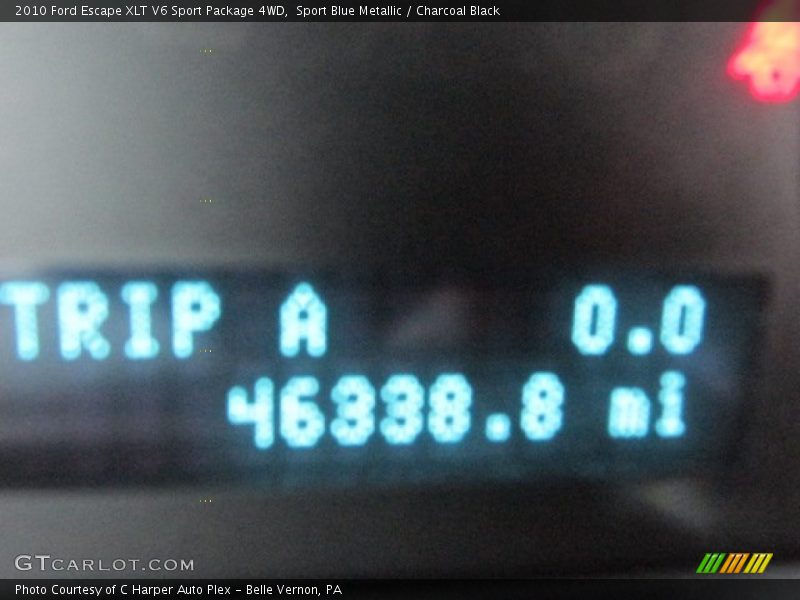 2010 Ford Escape XLT V6 Sport Package 4WD,  Sport Blue Metallic / Charcoal Black
TRIP A 0.0
46338.8 mi
GTCARLOT.COM
Photo Courtesy of C Harper Auto Plex – Belle Vernon, PA